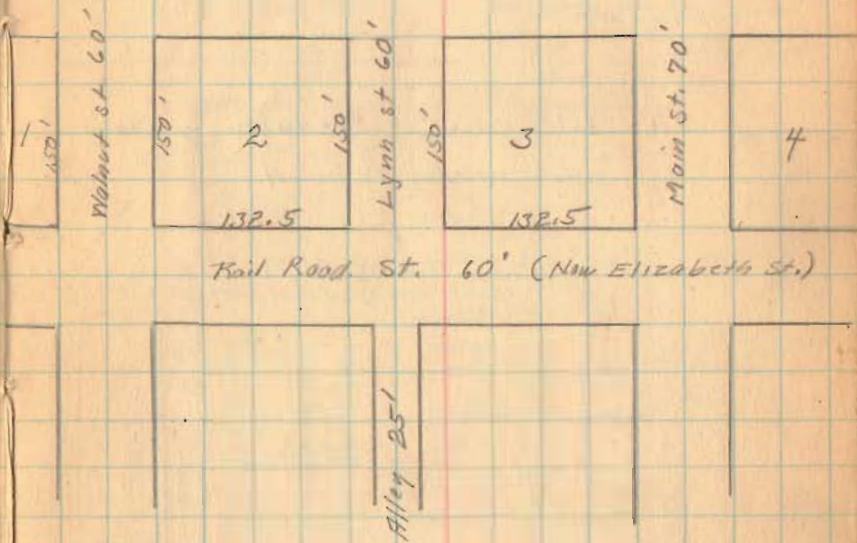 1
150'
Walnut st 60'
150'
2
150'
132.5
Lynn st 60'
150'
3
132.5
Main St. 70'
4
Rail Road. St. 60' (Now Elizabeth St.)
Alley 25'